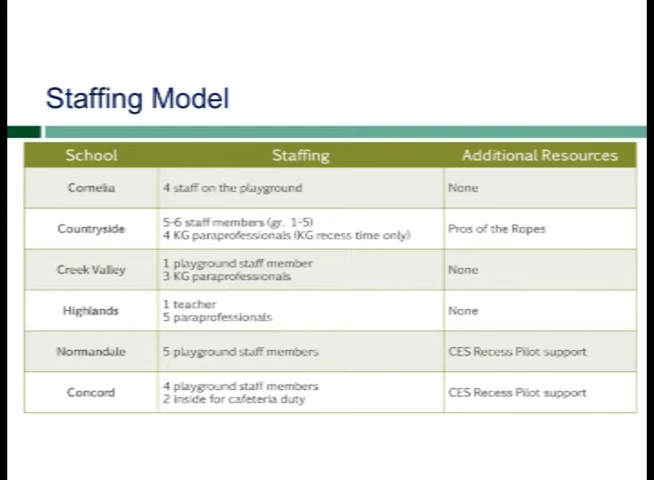 Staffing Model
School Staffing Additional Resources
Cornelia 4 staff on the playground None
Countryside 5-6 staff members (gr. 1-5) Pros of the Ropes
4 KG paraprofessionals (KG recess time only)
Creek Valley 1 playground staff member None
3 KG paraprofessionals
Highlands 1 teacher None
5 paraprofessionals
Normandale 5 playground staff members CES Recess Pilot support
Concord 4 playground staff members CES Recess Pilot support
2 inside for cafeteria duty